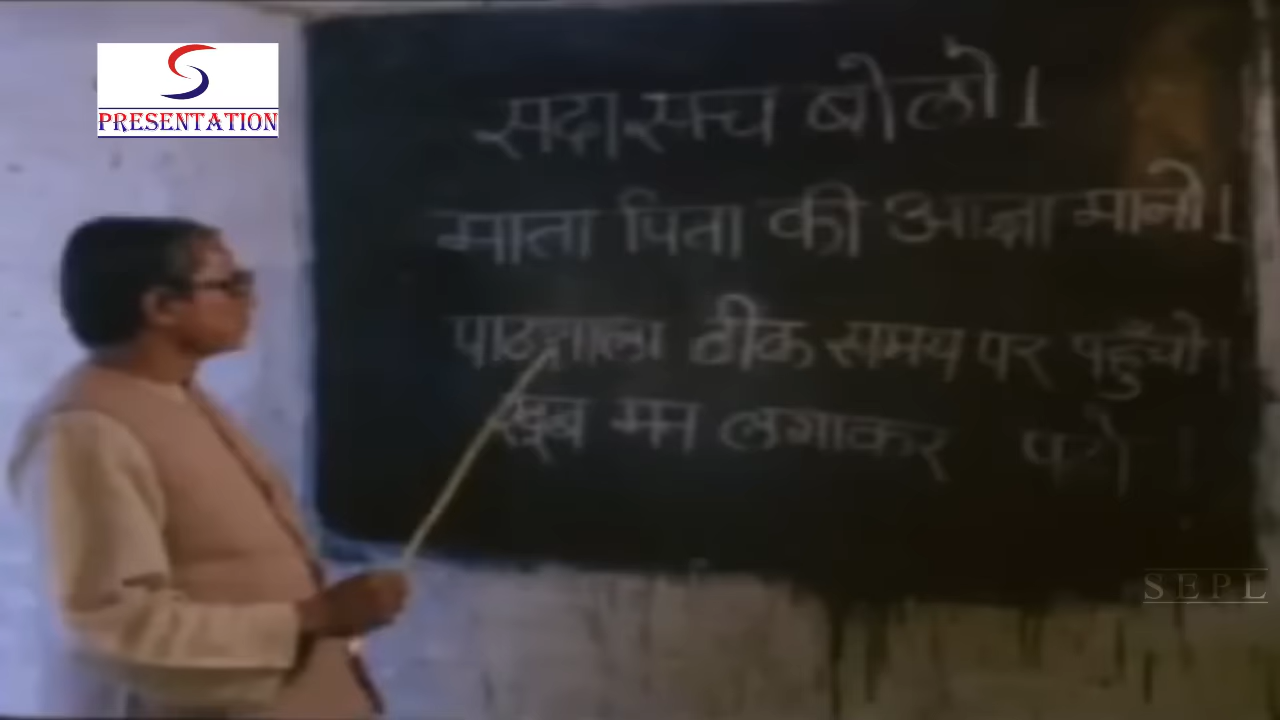 PRESENTATION
सदा सच बोलो।
माता पिता की आज्ञा मानो।
पाठशाला ठीक समय पर पहुँचो।
खूब मन लगाकर
SEPL